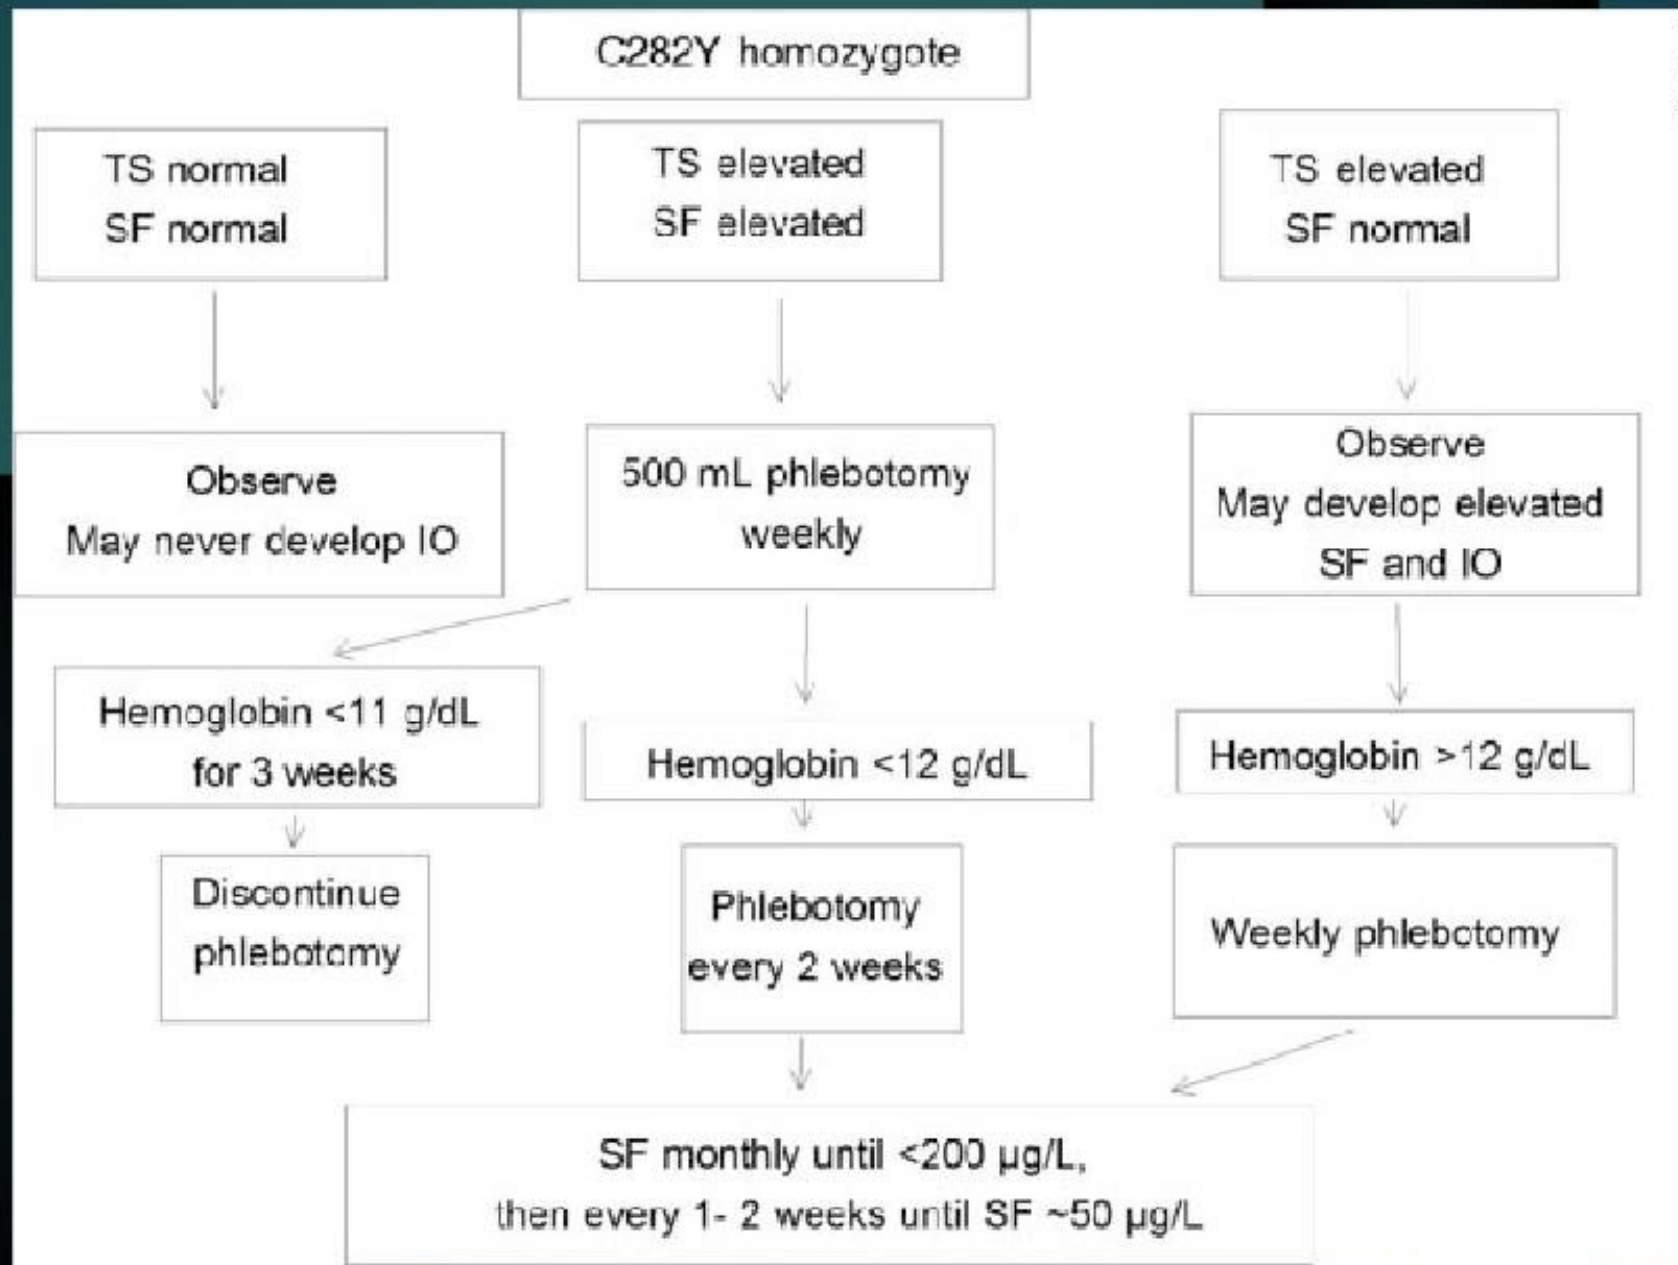 C282Y homozygote
TS normal
SF normal
TS elevated
SF elevated
TS elevated
SF normal
Observe
May never develop IO
500 mL phlebotomy
weekly
Observe
May develop elevated
SF and IO
Hemoglobin <11 g/dL
for 3 weeks
Hemoglobin <12 g/dL
Hemoglobin >12 g/dL
Discontinue
phlebotomy
Phlebotomy
every 2 weeks
Weekly phlebotomy
SF monthly until <200 µg/L,
then every 1- 2 weeks until SF ~50 µg/L